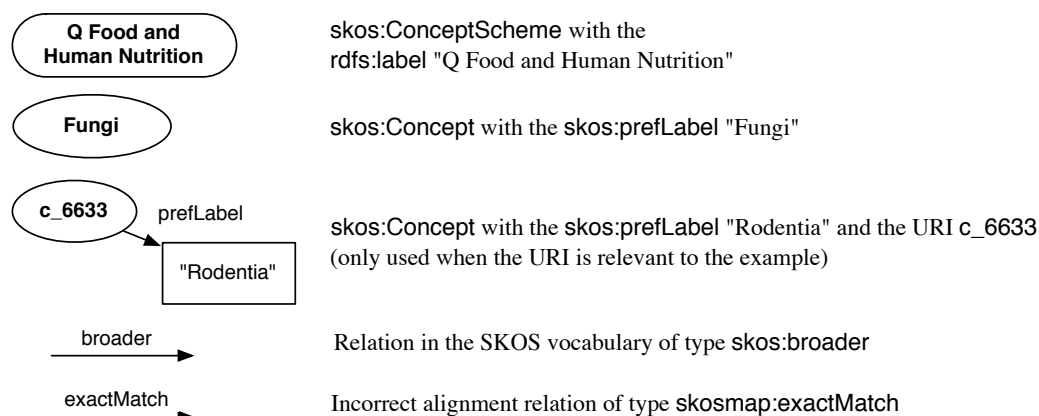 Q Food and
Human Nutrition
skos:ConceptScheme with the
rdfs:label "Q Food and Human Nutrition"
Fungi
skos:Concept with the skos:prefLabel "Fungi"
c_6633
prefLabel
"Rodentia"
skos:Concept with the skos:prefLabel "Rodentia" and the URI c_6633
(only used when the URI is relevant to the example)
broader
Relation in the SKOS vocabulary of type skos:broader
exactMatch
Incorrect alignment relation of type skosmap:exactMatch